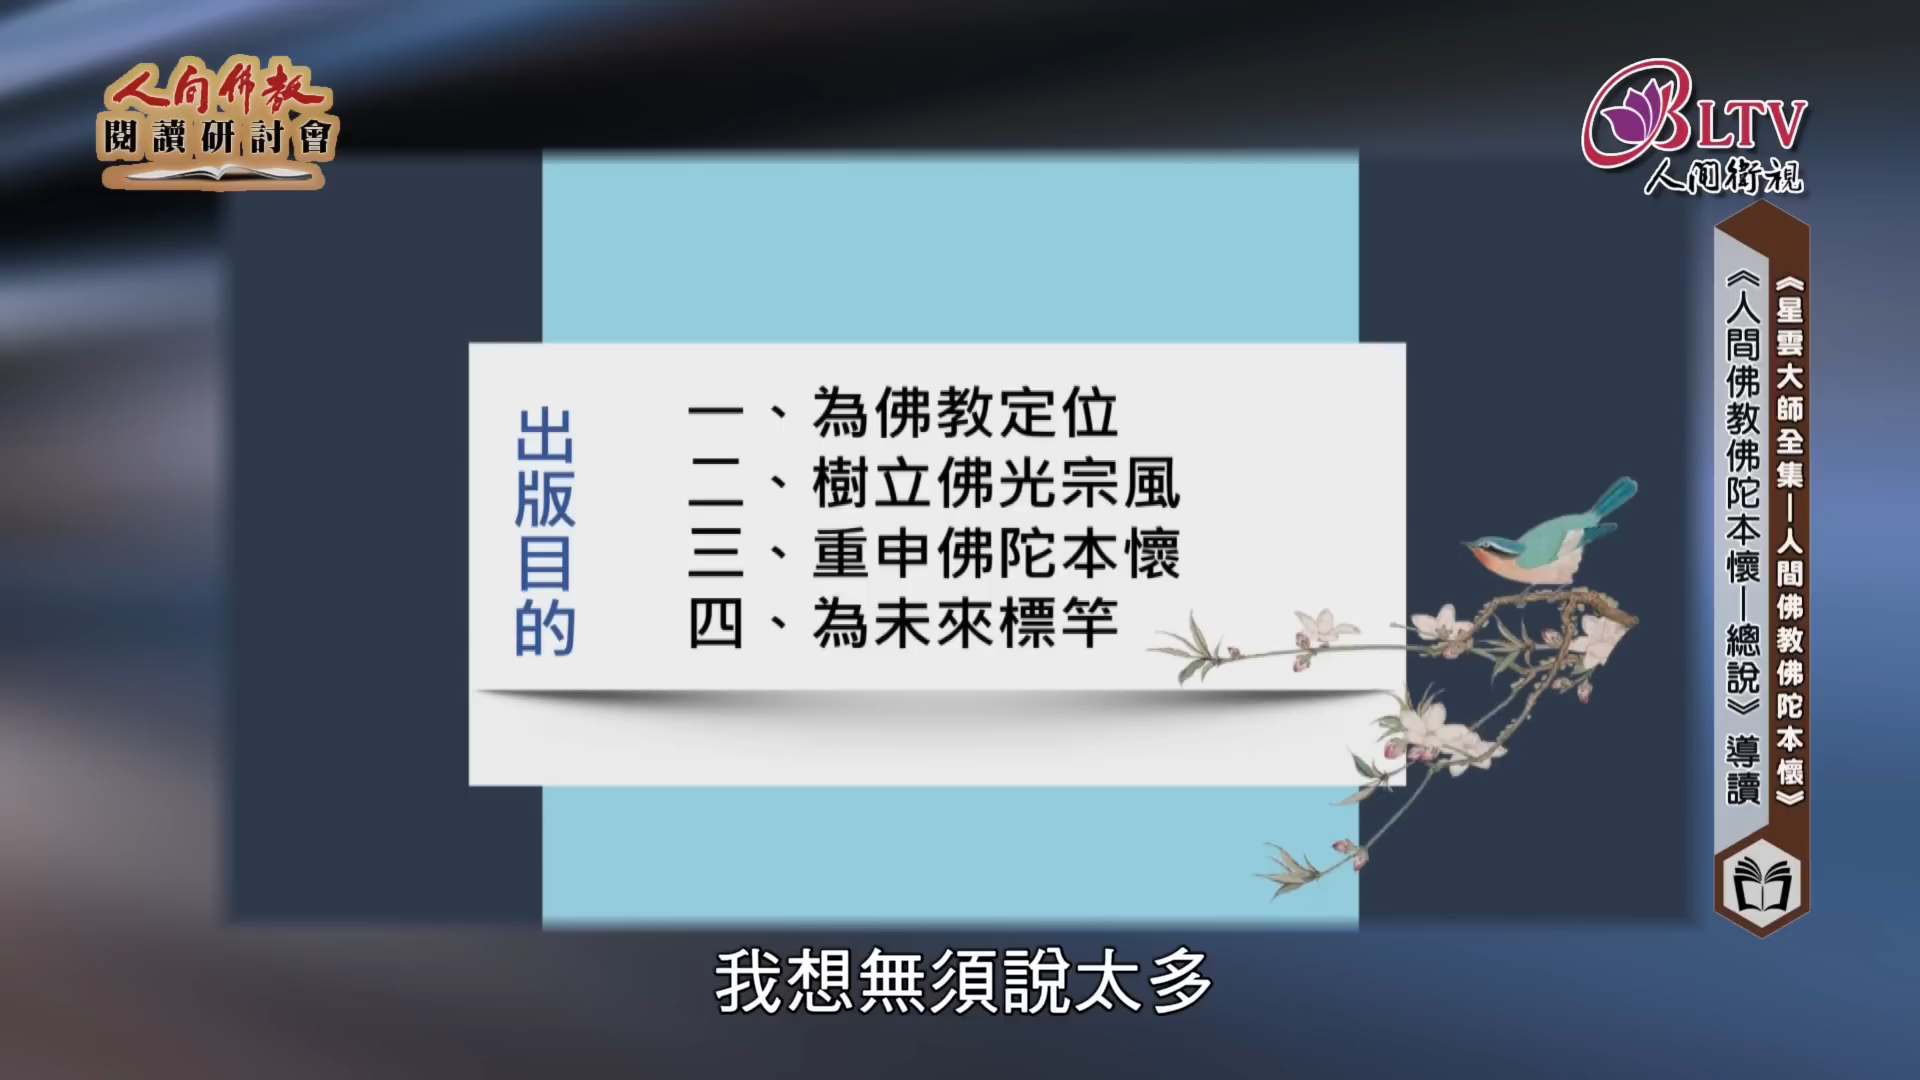 人间佛教
閱讀研討會
BLTV
人间衛視
《星雲大師全集—人間佛教佛陀本懷》
《人間佛教佛陀本懷—總說》導讀
出版目的
一、為佛教定位
二、樹立佛光宗風
三、重申佛陀本懷
四、為未來標竿
我想無須說太多